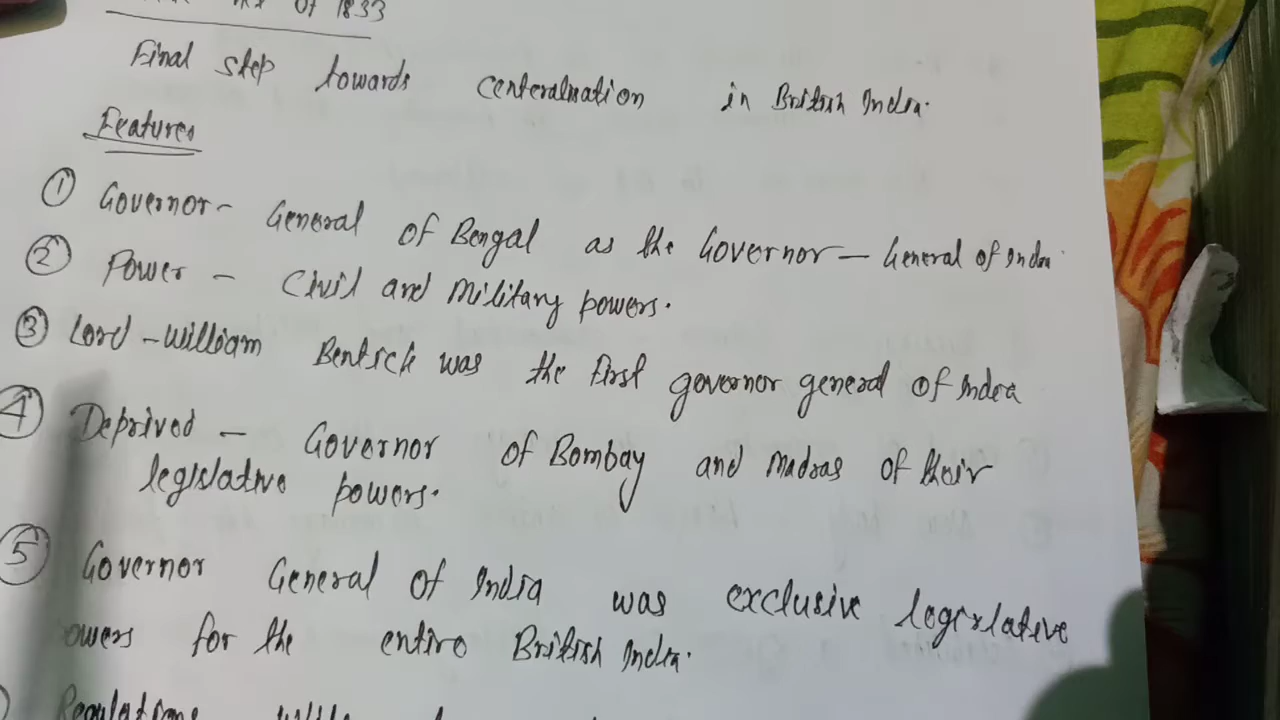 of 1833
Final step towards centeralisation in British India.
Features
① Governor- General of Bengal as the Governor — General of India
② Power — Civil and military powers.
③ Lord - William Bentick was the first governor general of India
④ Deprived — Governor of Bombay and Madras of their
legislative powers.
⑤ Governor General of India was exclusive legislative
owers for the entire British India.
Regulations